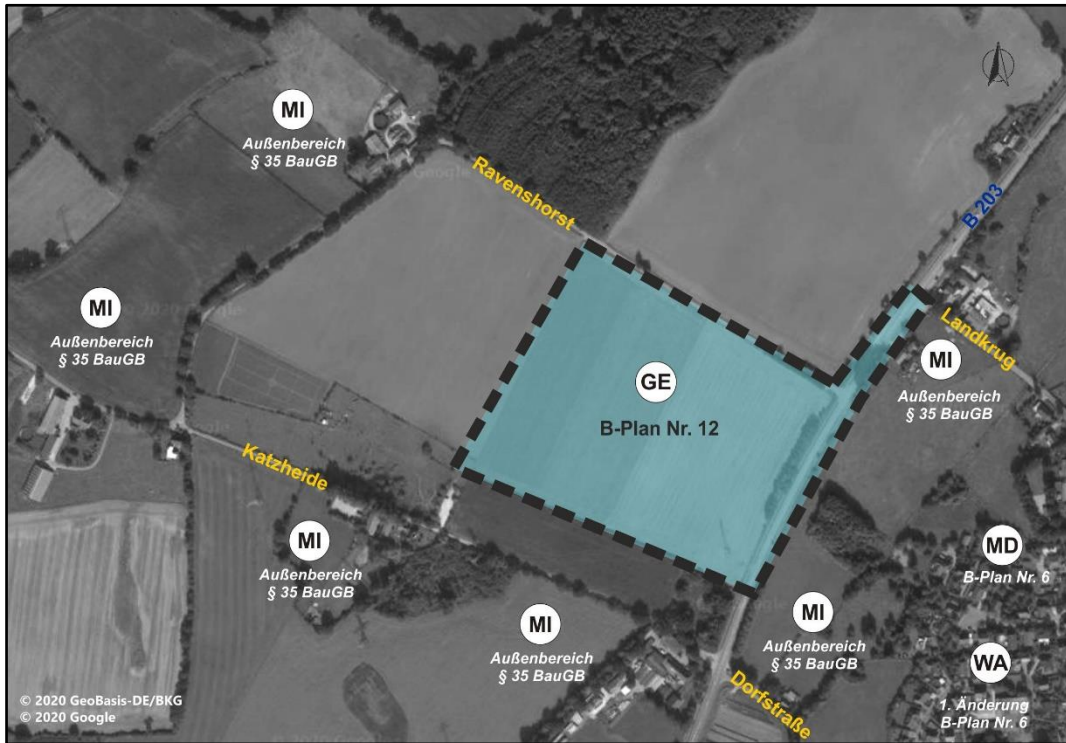 MI
Außenbereich
§ 35 BauGB
Ravenshorst
B 203
MI
Außenbereich
§ 35 BauGB
Landkrug
MI
Außenbereich
§ 35 BauGB
GE
B-Plan Nr. 12
Katzheide
MI
Außenbereich
§ 35 BauGB
MI
Außenbereich
§ 35 BauGB
MI
Außenbereich
§ 35 BauGB
MD
B-Plan Nr. 6
WA
1. Änderung
B-Plan Nr. 6
Dorfstraße
© 2020 GeoBasis-DE/BKG
© 2020 Google